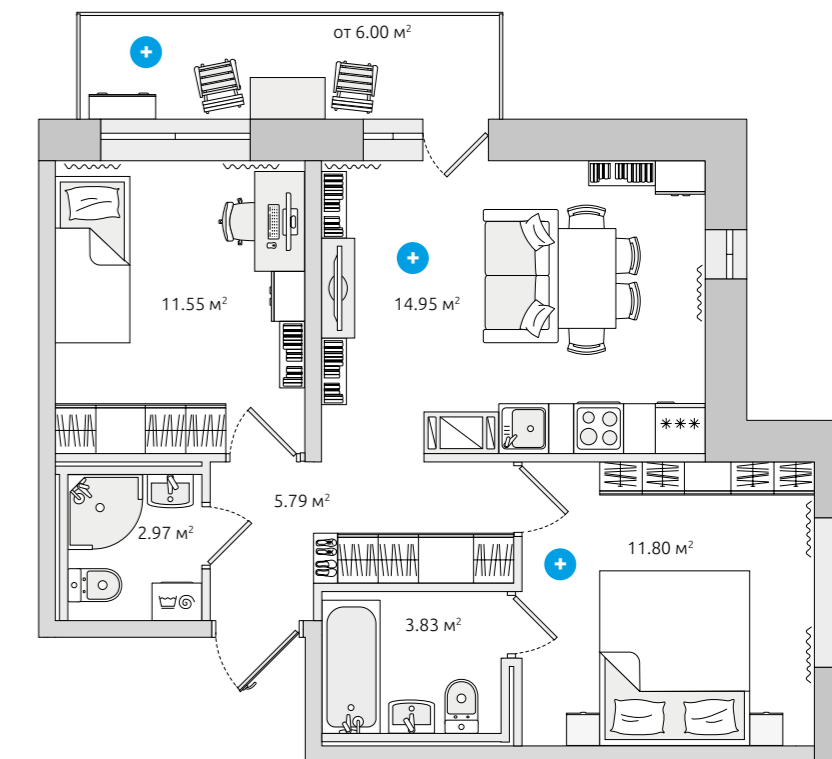 от 6.00 м²
11.55 м²
14.95 м²
5.79 м²
2.97 м²
11.80 м²
3.83 м²